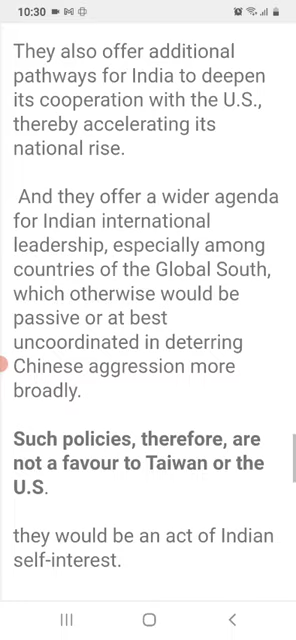 10:30
They also offer additional
pathways for India to deepen
its cooperation with the U.S.,
thereby accelerating its
national rise.
And they offer a wider agenda
for Indian international
leadership, especially among
countries of the Global South,
which otherwise would be
passive or at best
uncoordinated in deterring
Chinese aggression more
broadly.
Such policies, therefore, are
not a favour to Taiwan or the
U.S.
they would be an act of Indian
self-interest.